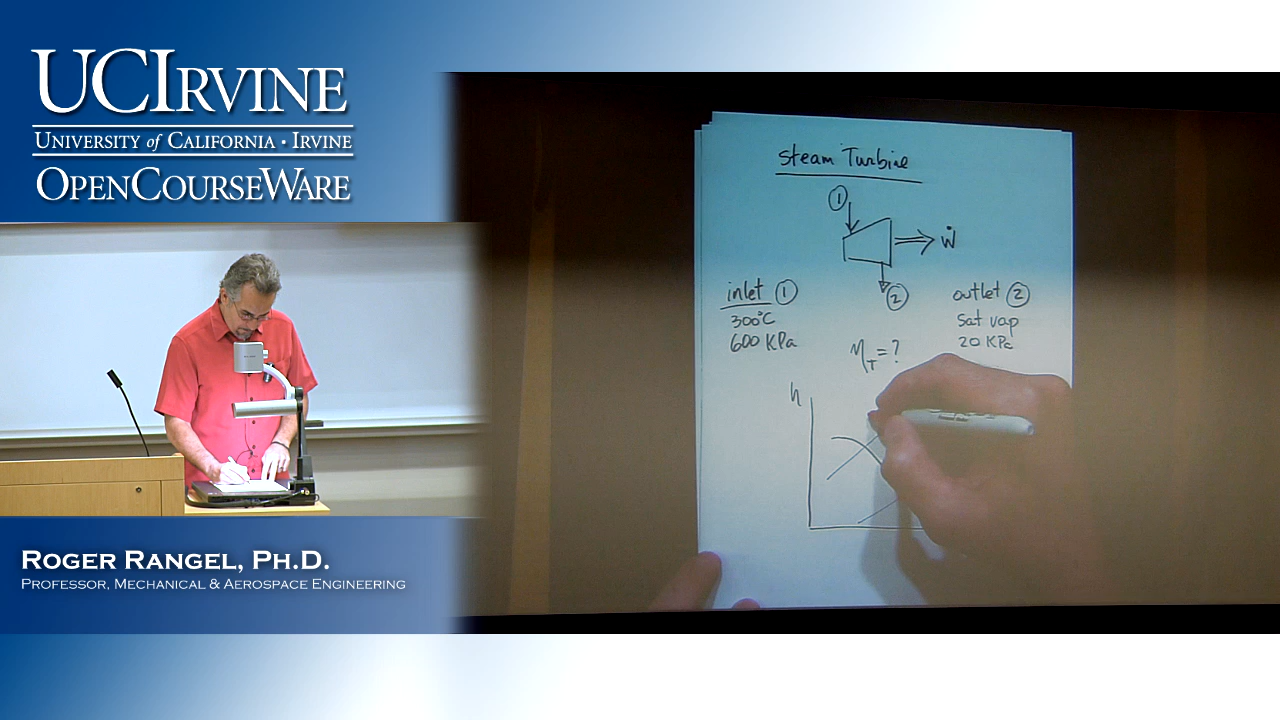 UCIRVINE
UNIVERSITY of CALIFORNIA · IRVINE
OPENCOURSEWARE
Steam Turbine
1
Ẇ
2
inlet 1
300°C
600 KPa
outlet 2
Sat vap
20 KPa
η_T = ?
h
ROGER RANGEL, PH.D.
PROFESSOR, MECHANICAL & AEROSPACE ENGINEERING